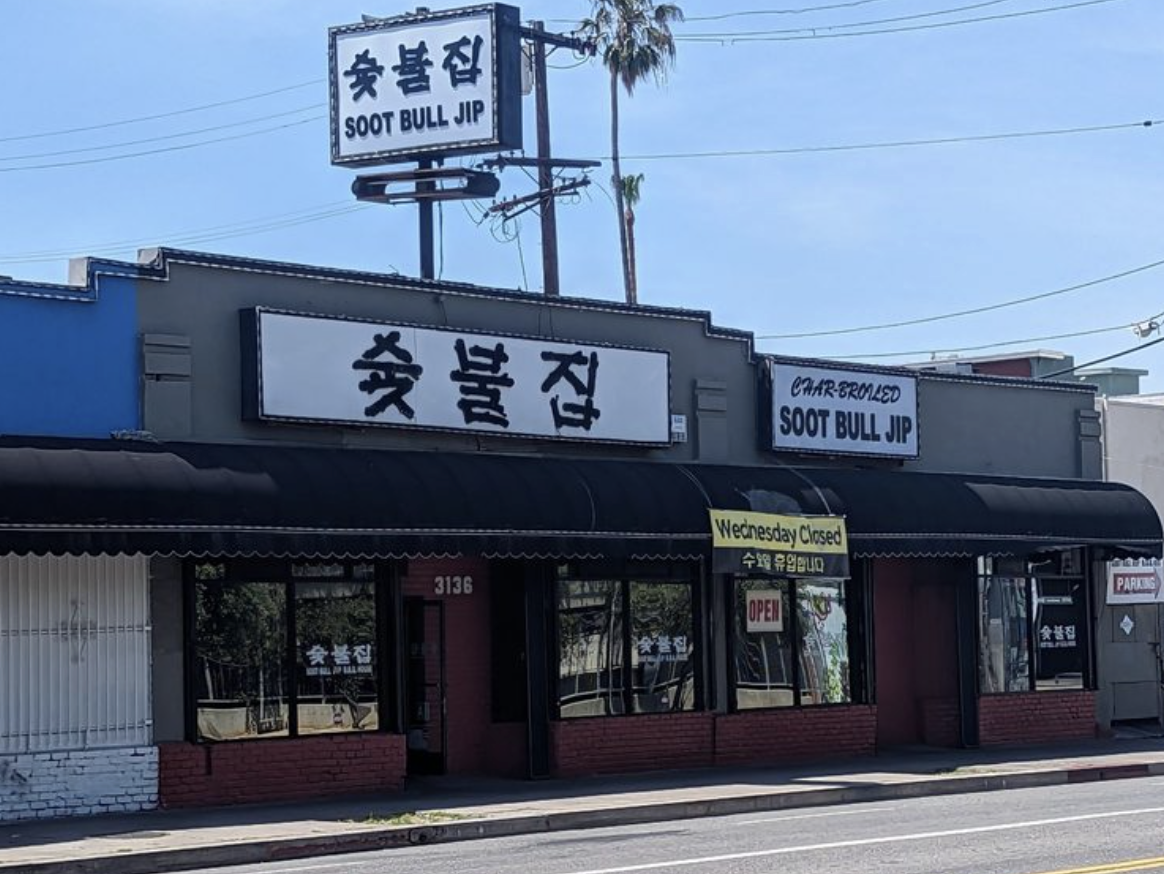 숯불집
SOOT BULL JIP
숯불집
CHAR-BROILED
SOOT BULL JIP
Wednesday Closed
수요일 휴업합니다
3136
OPEN
PARKING
숯불집
숯불집
숯불집